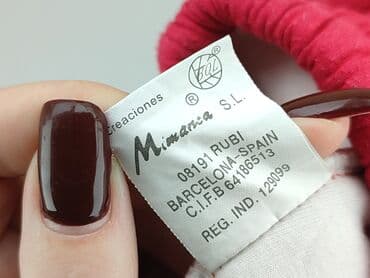 ®
Creaciones
Mimanca ® S.L.
08191 RUBI
BARCELONA-SPAIN
C.I.F.B 64186513
REG. IND. 129099